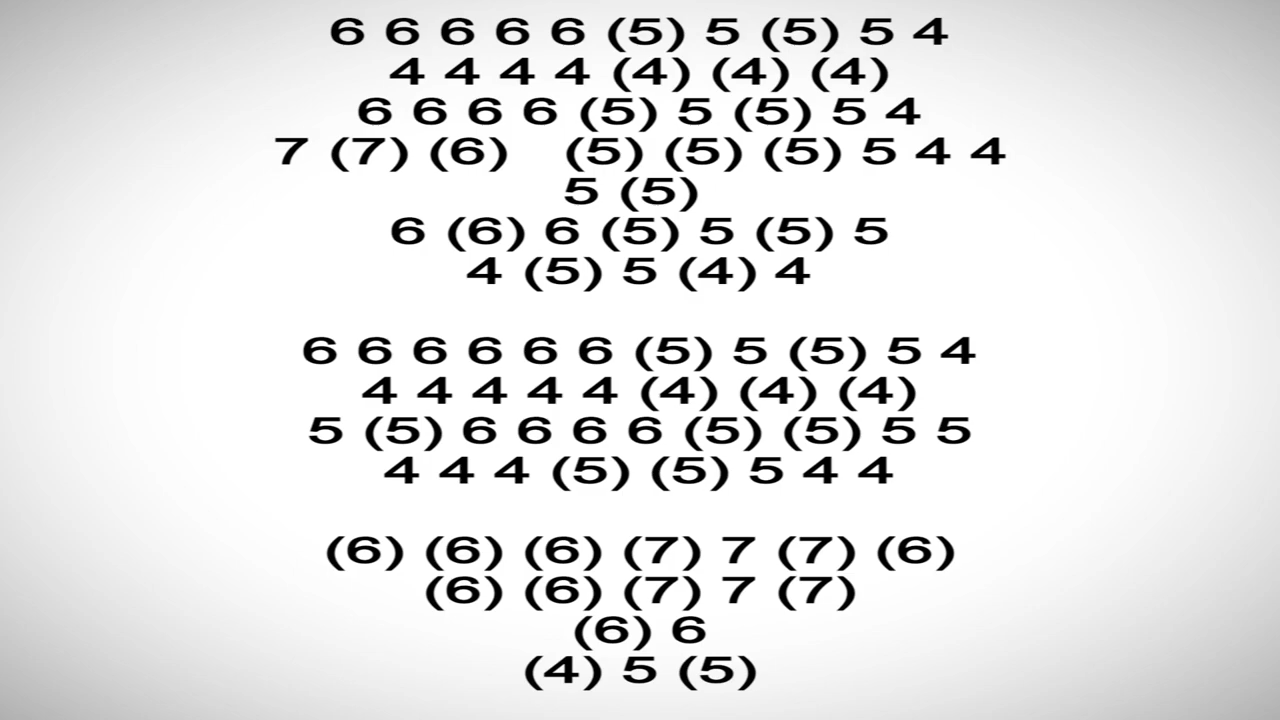 6 6 6 6 6 (5) 5 (5) 5 4
4 4 4 4 (4) (4) (4)
6 6 6 6 (5) 5 (5) 5 4
7 (7) (6) (5) (5) (5) 5 4 4
5 (5)
6 (6) 6 (5) 5 (5) 5
4 (5) 5 (4) 4
6 6 6 6 6 6 (5) 5 (5) 5 4
4 4 4 4 4 (4) (4) (4)
5 (5) 6 6 6 6 (5) (5) 5 5
4 4 4 (5) (5) 5 4 4
(6) (6) (6) (7) 7 (7) (6)
(6) (6) (7) 7 (7)
(6) 6
(4) 5 (5)